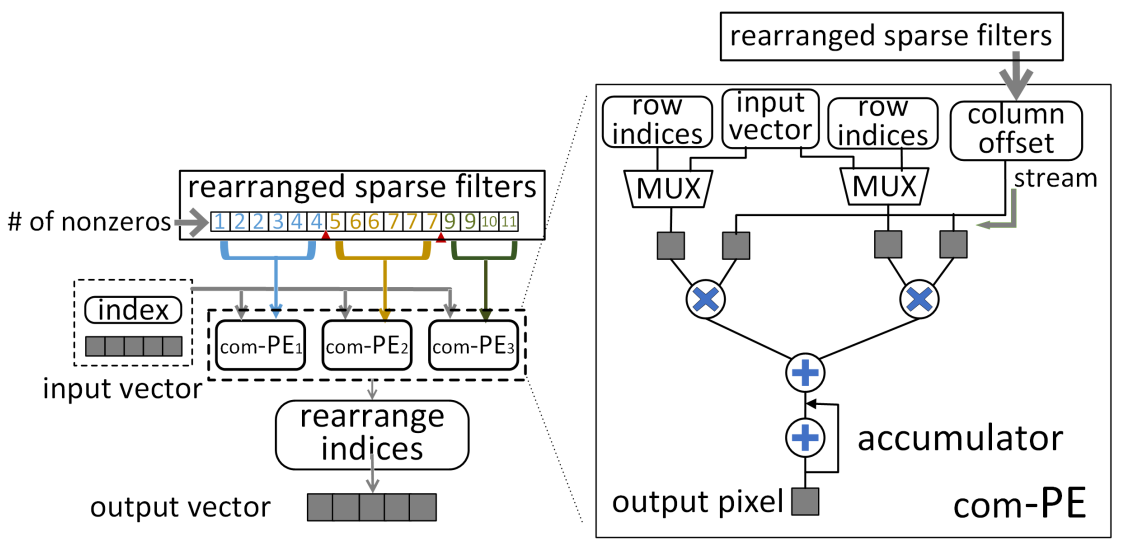 rearranged sparse filters
# of nonzeros
1 2 2 3 4 4 5 6 6 7 7 7 9 9 10 11
index
input vector
com-PE1
com-PE2
com-PE3
rearrange
indices
output vector
rearranged sparse filters
row
indices
input
vector
row
indices
column
offset
MUX
MUX
stream
accumulator
output pixel
com-PE